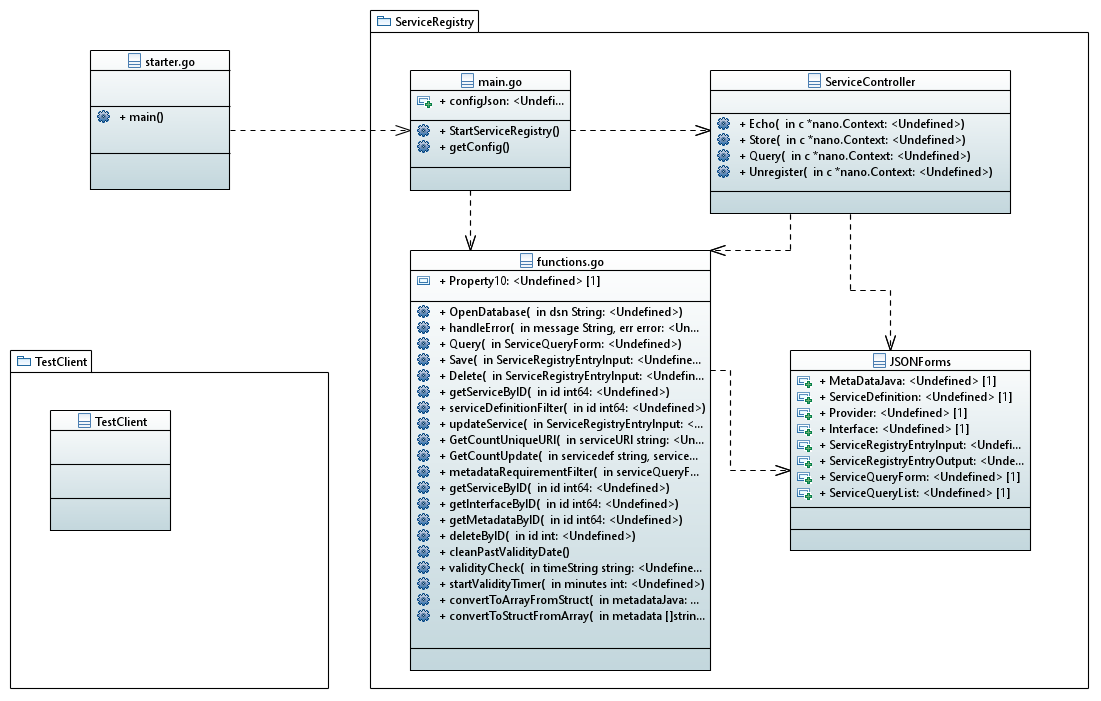 ServiceRegistry
starter.go
+ main()
main.go
+ configJson: <Undefi...
+ StartServiceRegistry()
+ getConfig()
ServiceController
+ Echo( in c *nano.Context: <Undefined>)
+ Store( in c *nano.Context: <Undefined>)
+ Query( in c *nano.Context: <Undefined>)
+ Unregister( in c *nano.Context: <Undefined>)
functions.go
+ Property10: <Undefined> [1]
+ OpenDatabase( in dsn String: <Undefined>)
+ handleError( in message String, err error: <Un...
+ Query( in ServiceQueryForm: <Undefined>)
+ Save( in ServiceRegistryEntryInput: <Undefine...
+ Delete( in ServiceRegistryEntryInput: <Undefin...
+ getServiceByID( in id int64: <Undefined>)
+ serviceDefinitionFilter( in id int64: <Undefined>)
+ updateService( in ServiceRegistryEntryInput: <...
+ GetCountUniqueURI( in serviceURI string: <Un...
+ GetCountUpdate( in servicedef string, service...
+ metadataRequirementFilter( in serviceQueryF...
+ getServiceByID( in id int64: <Undefined>)
+ getInterfaceByID( in id int64: <Undefined>)
+ getMetadataByID( in id int64: <Undefined>)
+ deleteByID( in id int: <Undefined>)
+ cleanPastValidityDate()
+ validityCheck( in timeString string: <Undefine...
+ startValidityTimer( in minutes int: <Undefined>)
+ convertToArrayFromStruct( in metadataJava: ...
+ convertToStructFromArray( in metadata []strin...
JSONForms
+ MetaDataJava: <Undefined> [1]
+ ServiceDefinition: <Undefined> [1]
+ Provider: <Undefined> [1]
+ Interface: <Undefined> [1]
+ ServiceRegistryEntryInput: <Undefi...
+ ServiceRegistryEntryOutput: <Unde...
+ ServiceQueryForm: <Undefined> [1]
+ ServiceQueryList: <Undefined> [1]
TestClient
TestClient